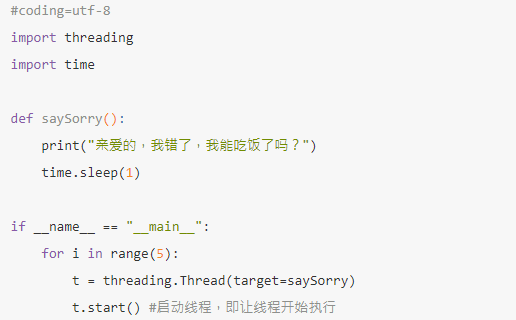 #coding=utf-8
import threading
import time
def saySorry():
    print("亲爱的，我错了，我能吃饭了吗？")
    time.sleep(1)
if __name__ == "__main__":
    for i in range(5):
        t = threading.Thread(target=saySorry)
        t.start() #启动线程，即让线程开始执行